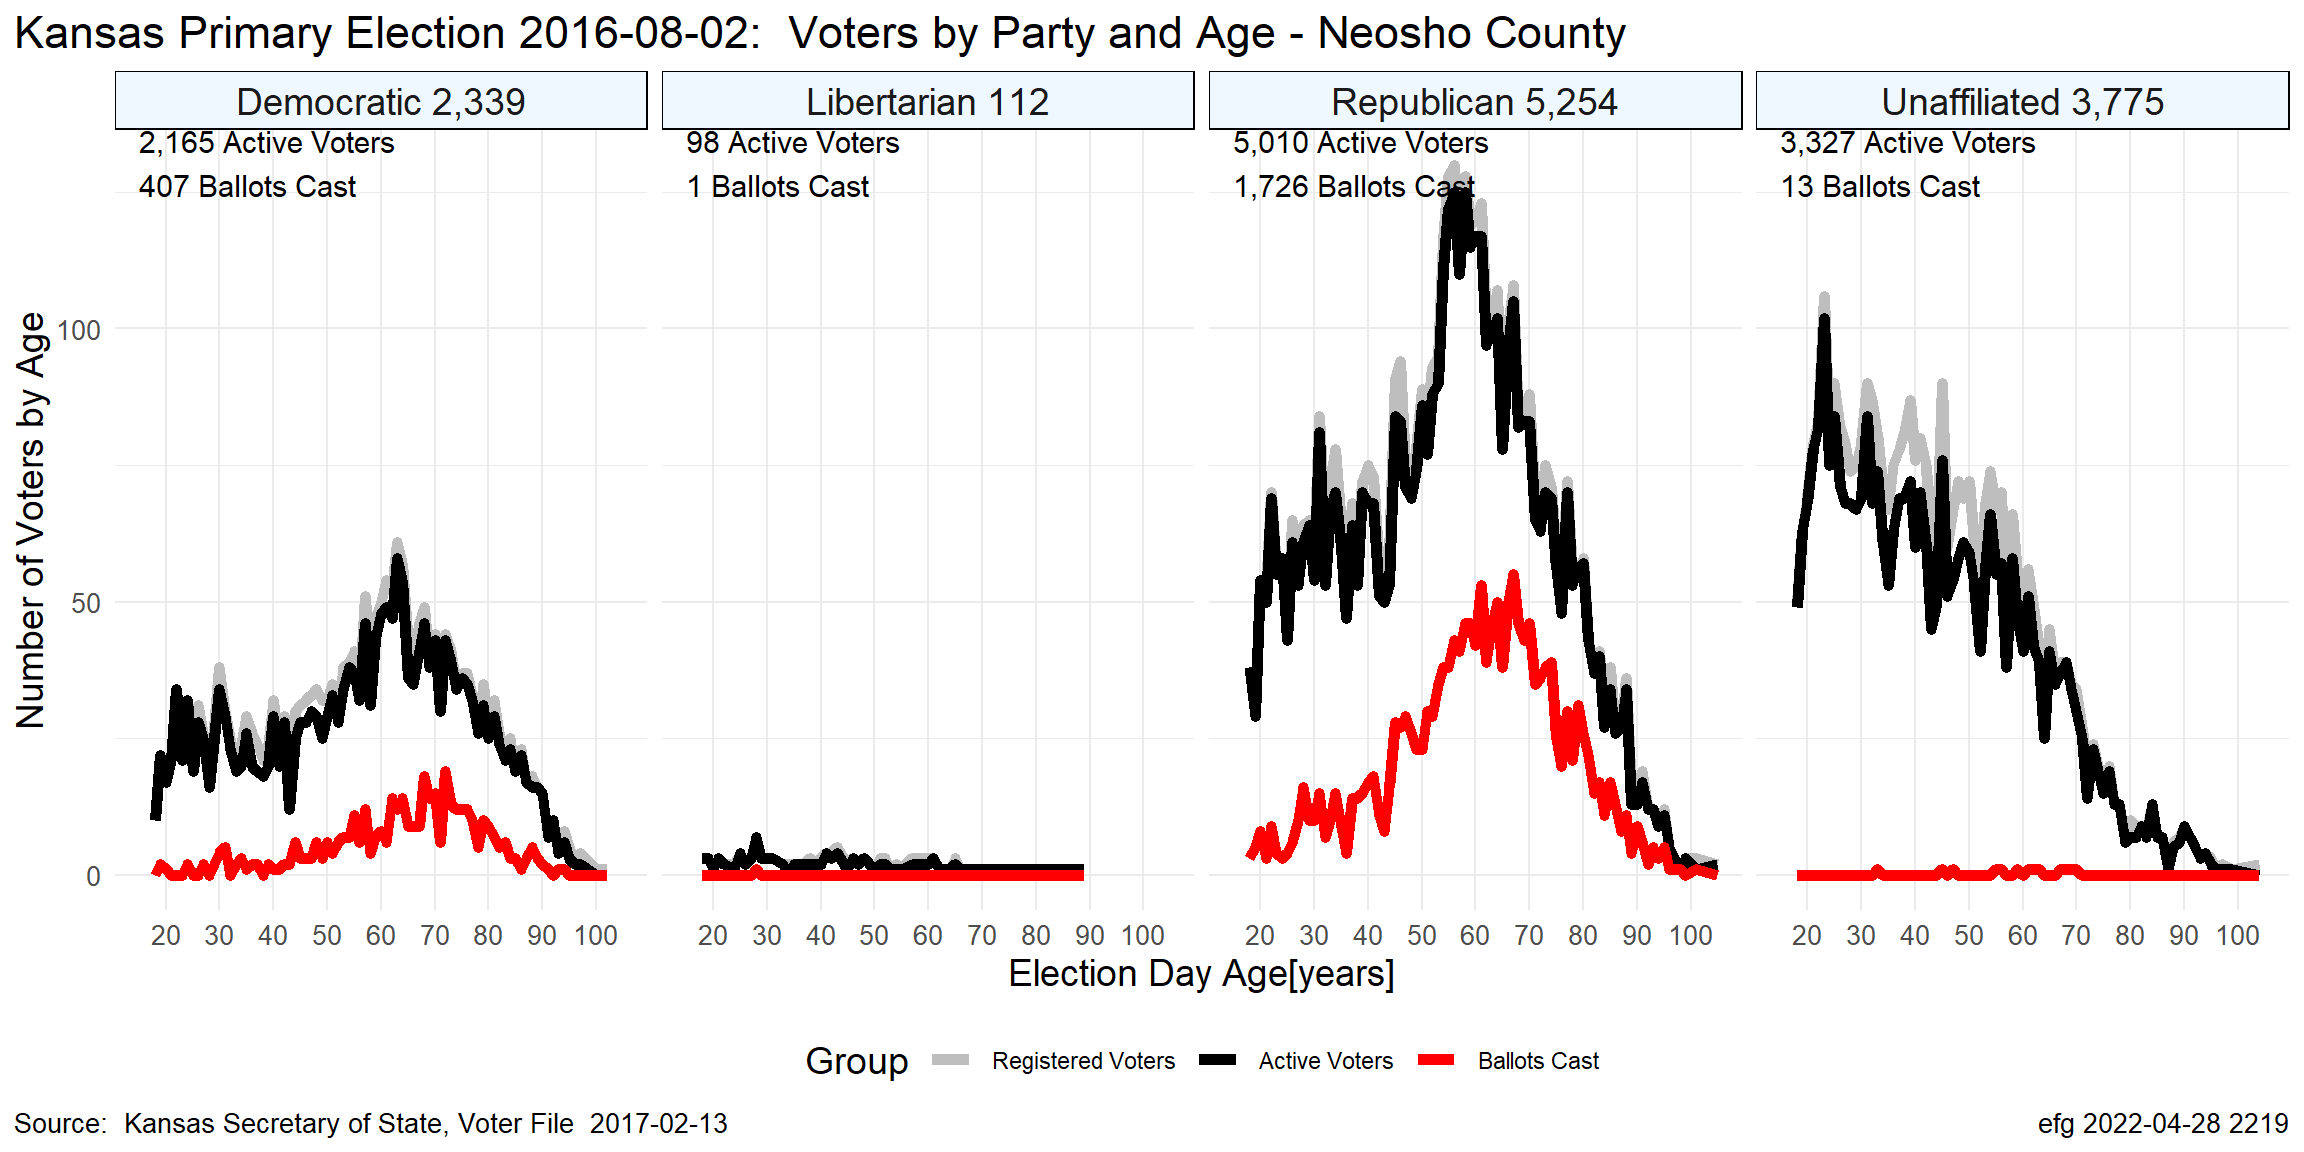 Kansas Primary Election 2016-08-02:  Voters by Party and Age - Neosho County
Democratic 2,339
Libertarian 112
Republican 5,254
Unaffiliated 3,775
2,165 Active Voters
407 Ballots Cast
98 Active Voters
1 Ballots Cast
5,010 Active Voters
1,726 Ballots Cast
3,327 Active Voters
13 Ballots Cast
Number of Voters by Age
100
50
0
20 30 40 50 60 70 80 90 100
20 30 40 50 60 70 80 90 100
20 30 40 50 60 70 80 90 100
20 30 40 50 60 70 80 90 100
Election Day Age[years]
Group Registered Voters Active Voters Ballots Cast
Source:  Kansas Secretary of State, Voter File  2017-02-13
efg 2022-04-28 2219